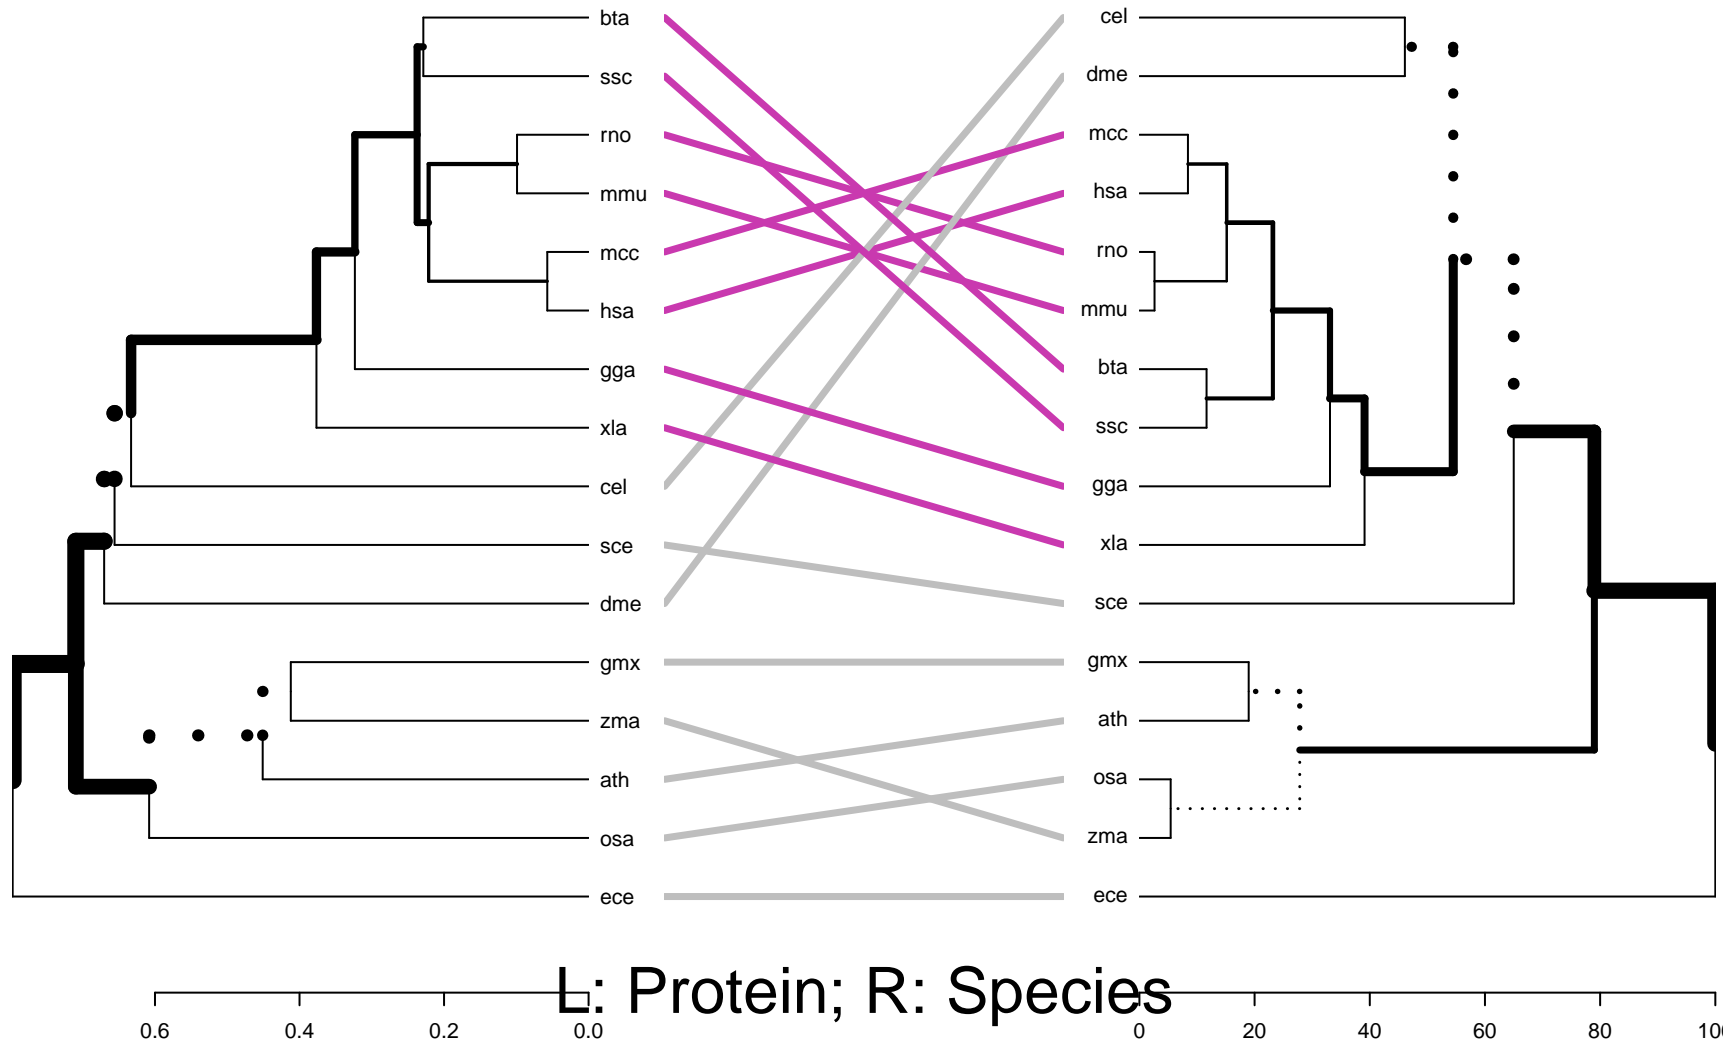 bta
ssc
rno
mmu
mcc
hsa
gga
xla
cel
sce
dme
gmx
zma
ath
osa
ece
cel
dme
mcc
hsa
rno
mmu
bta
ssc
gga
xla
sce
gmx
ath
osa
zma
ece
L: Protein; R: Species
0.6 0.4 0.2 0.0
0 20 40 60 80 100